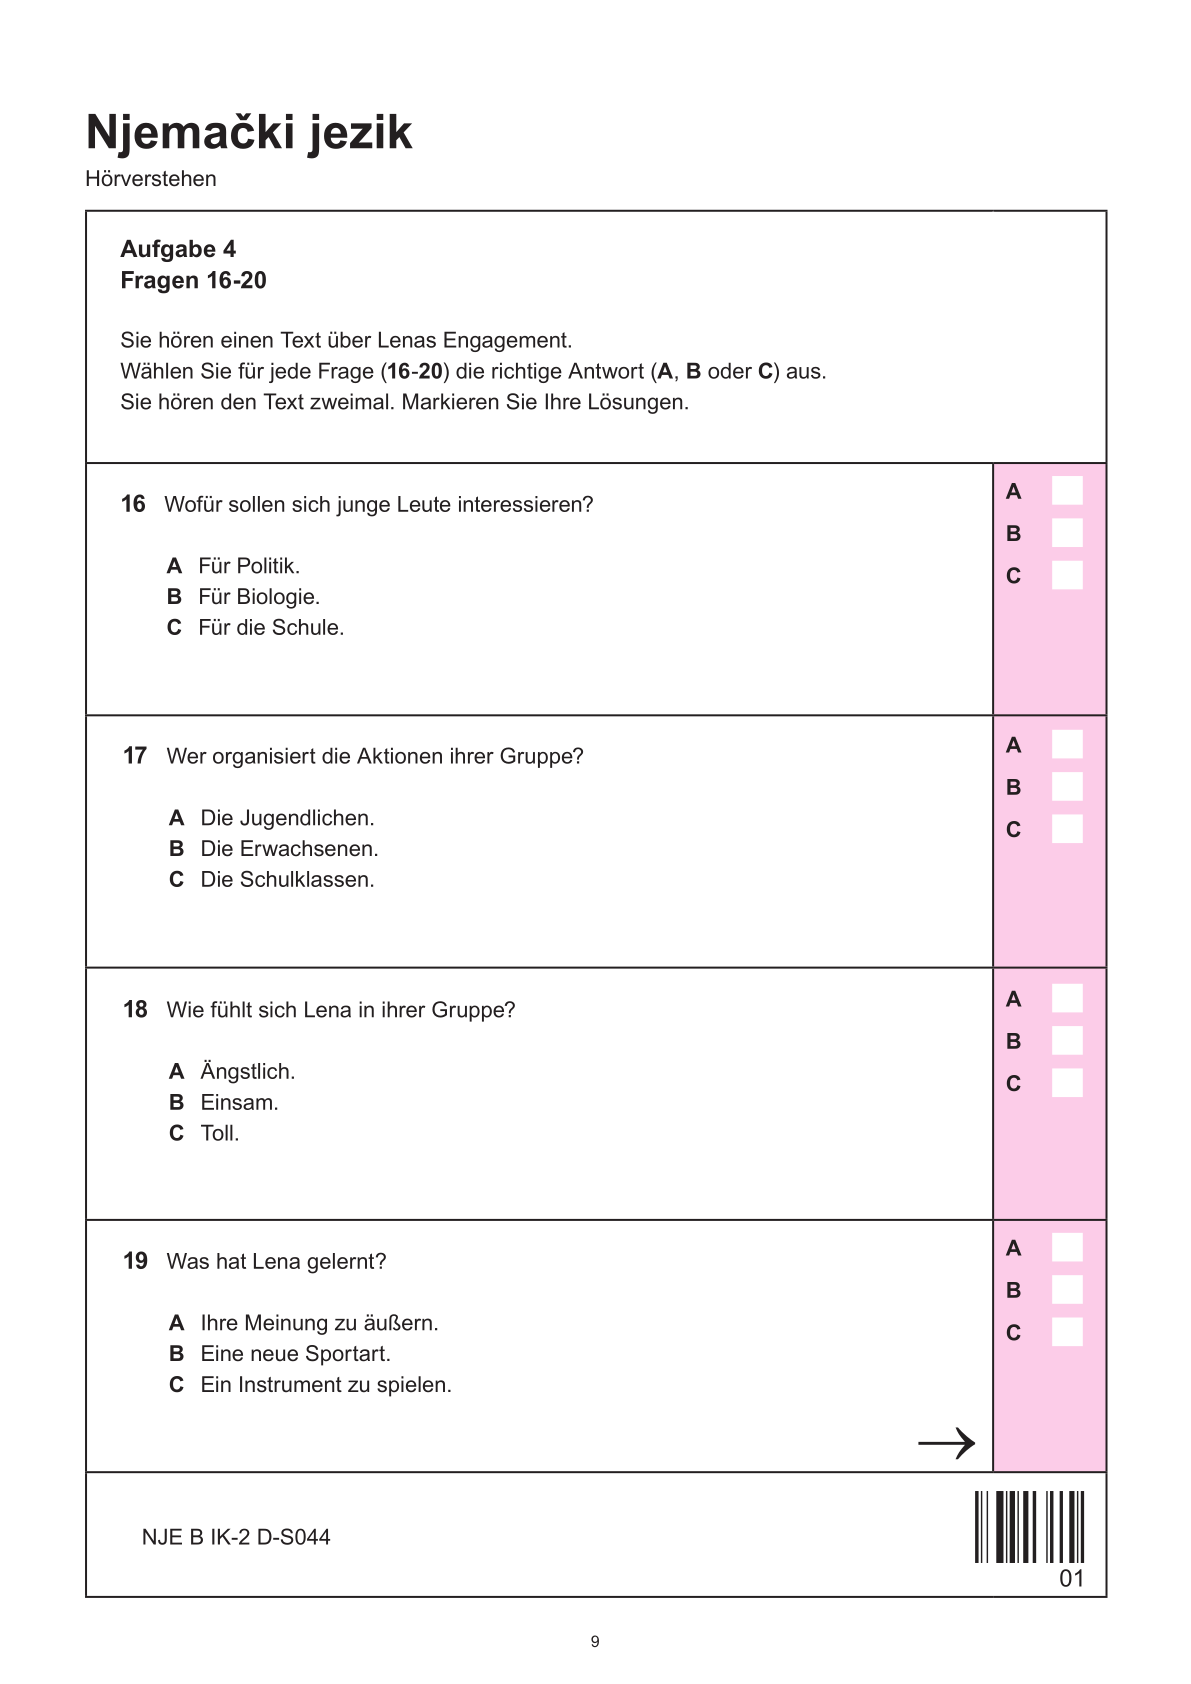 Njemački jezik
Hörverstehen
Aufgabe 4
Fragen 16-20
Sie hören einen Text über Lenas Engagement.
Wählen Sie für jede Frage (16-20) die richtige Antwort (A, B oder C) aus.
Sie hören den Text zweimal. Markieren Sie Ihre Lösungen.
16 Wofür sollen sich junge Leute interessieren?
A Für Politik.
B Für Biologie.
C Für die Schule.
A
B
C
17 Wer organisiert die Aktionen ihrer Gruppe?
A Die Jugendlichen.
B Die Erwachsenen.
C Die Schulklassen.
A
B
C
18 Wie fühlt sich Lena in ihrer Gruppe?
A Ängstlich.
B Einsam.
C Toll.
A
B
C
19 Was hat Lena gelernt?
A Ihre Meinung zu äußern.
B Eine neue Sportart.
C Ein Instrument zu spielen.
A
B
C
NJE B IK-2 D-S044
01
9